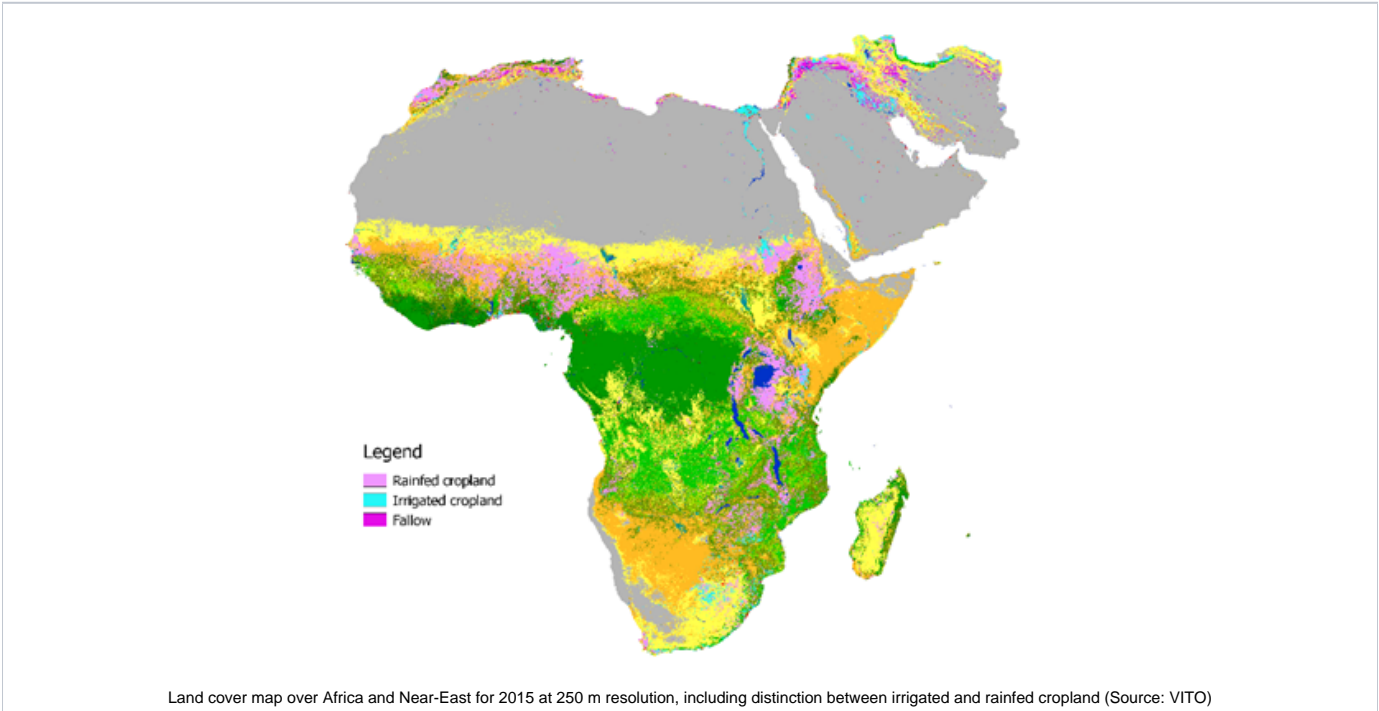 Legend
Rainfed cropland
Irrigated cropland
Fallow
Land cover map over Africa and Near-East for 2015 at 250 m resolution, including distinction between irrigated and rainfed cropland (Source: VITO)